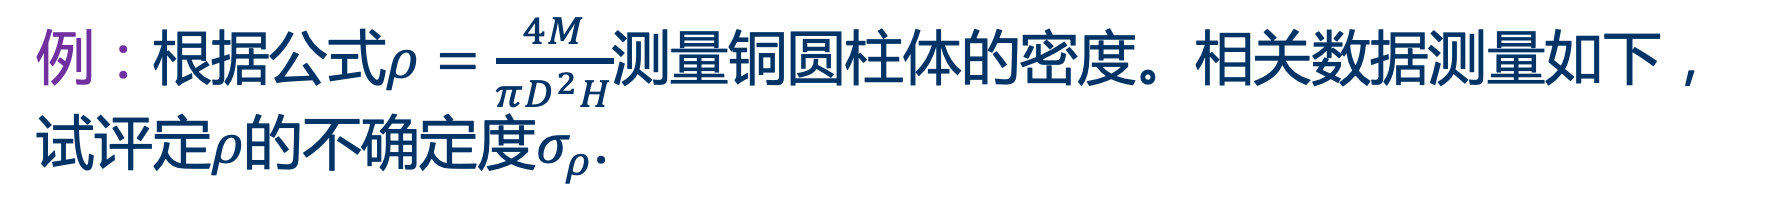 例：根据公式ρ = 4M/(πD²H)测量铜圆柱体的密度。相关数据测量如下，
试评定ρ的不确定度σ_ρ.